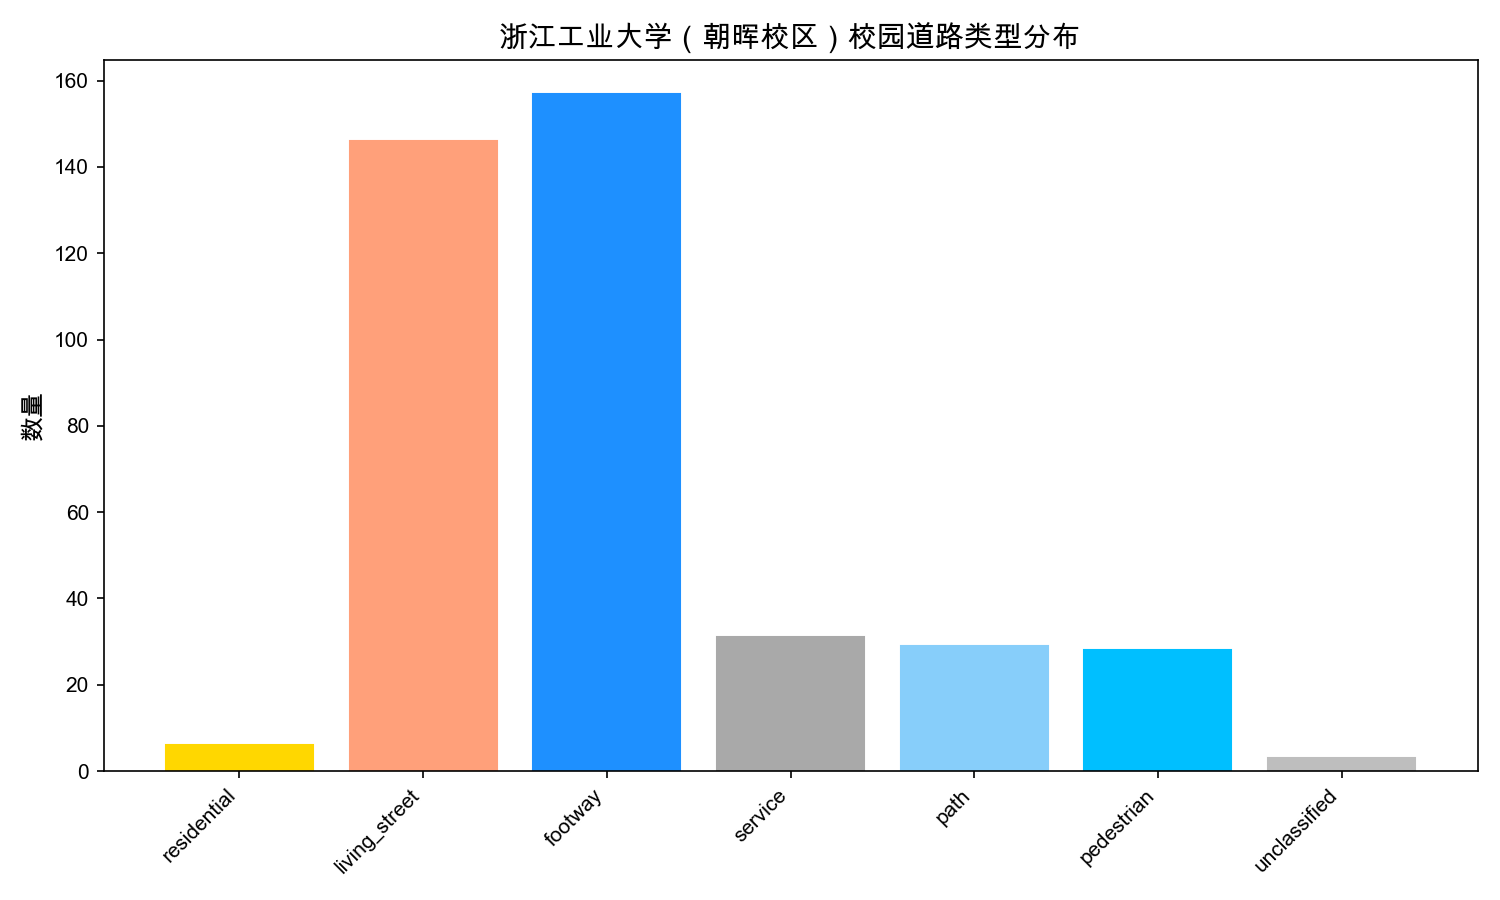 浙江工业大学（朝晖校区）校园道路类型分布
数量
160
140
120
100
80
60
40
20
0
residential
living_street
footway
service
path
pedestrian
unclassified